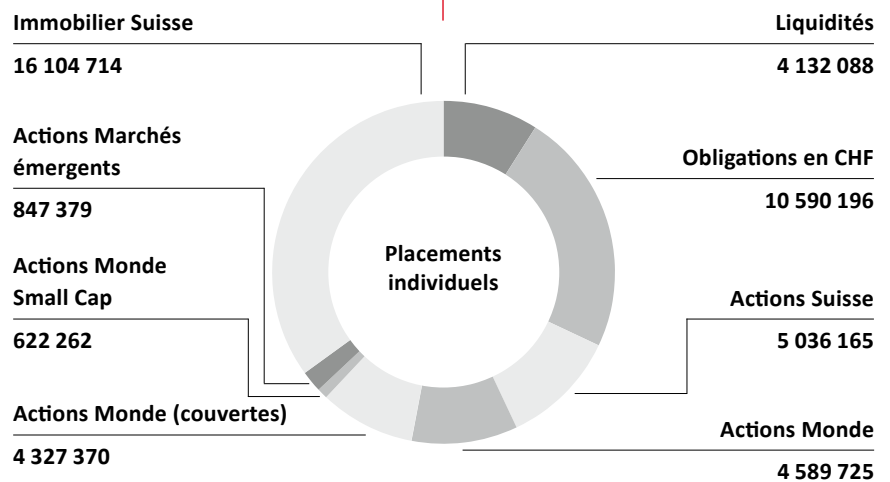 Immobilier Suisse
16 104 714
Actions Marchés
émergents
847 379
Actions Monde
Small Cap
622 262
Actions Monde (couvertes)
4 327 370
Placements
individuels
Liquidités
4 132 088
Obligations en CHF
10 590 196
Actions Suisse
5 036 165
Actions Monde
4 589 725